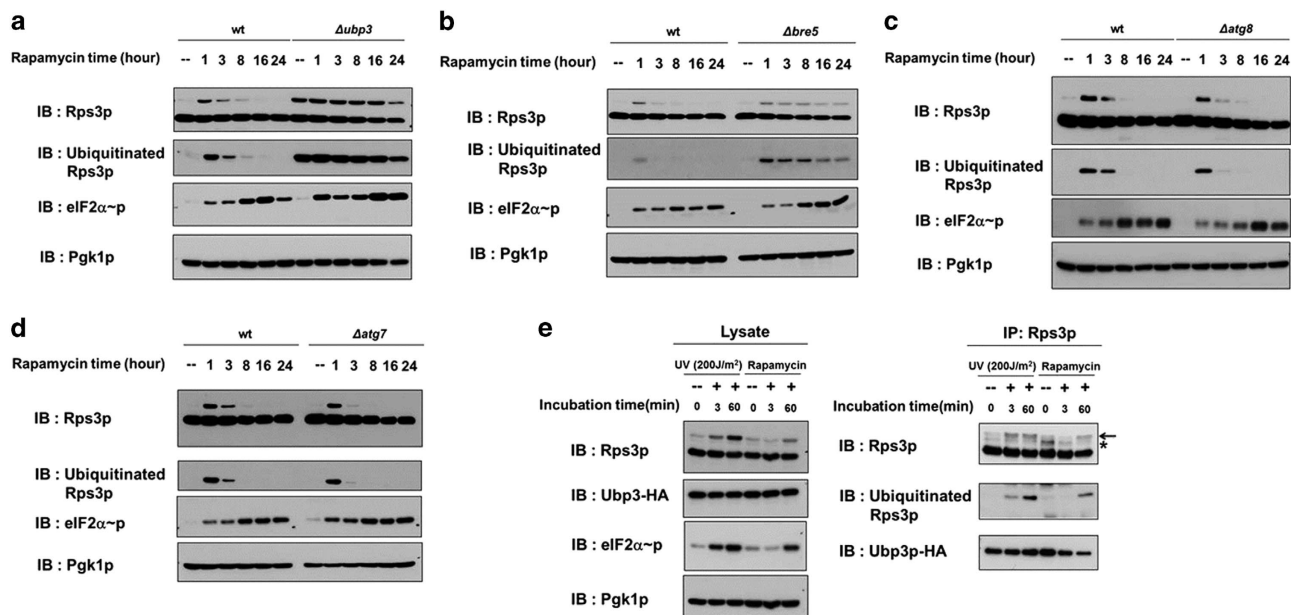 a
wt Δubp3
Rapamycin time (hour) -- 1 3 8 16 24 -- 1 3 8 16 24
IB : Rps3p
IB : Ubiquitinated
Rps3p
IB : eIF2α~p
IB : Pgk1p
b
wt Δbre5
Rapamycin time (hour) -- 1 3 8 16 24 -- 1 3 8 16 24
IB : Rps3p
IB : Ubiquitinated
Rps3p
IB : eIF2α~p
IB : Pgk1p
c
wt Δatg8
Rapamycin time (hour) -- 1 3 8 16 24 -- 1 3 8 16 24
IB : Rps3p
IB : Ubiquitinated
Rps3p
IB : eIF2α~p
IB : Pgk1p
d
wt Δatg7
Rapamycin time (hour) -- 1 3 8 16 24 -- 1 3 8 16 24
IB : Rps3p
IB : Ubiquitinated
Rps3p
IB : eIF2α~p
IB : Pgk1p
e
Lysate
UV (200J/m²) Rapamycin
-- + + -- + +
Incubation time(min) 0 3 60 0 3 60
IB : Rps3p
IB : Ubp3-HA
IB : eIF2α~p
IB : Pgk1p
IP: Rps3p
UV (200J/m²) Rapamycin
-- + + -- + +
Incubation time(min) 0 3 60 0 3 60
IB : Rps3p
*
IB : Ubiquitinated
Rps3p
IB : Ubp3p-HA